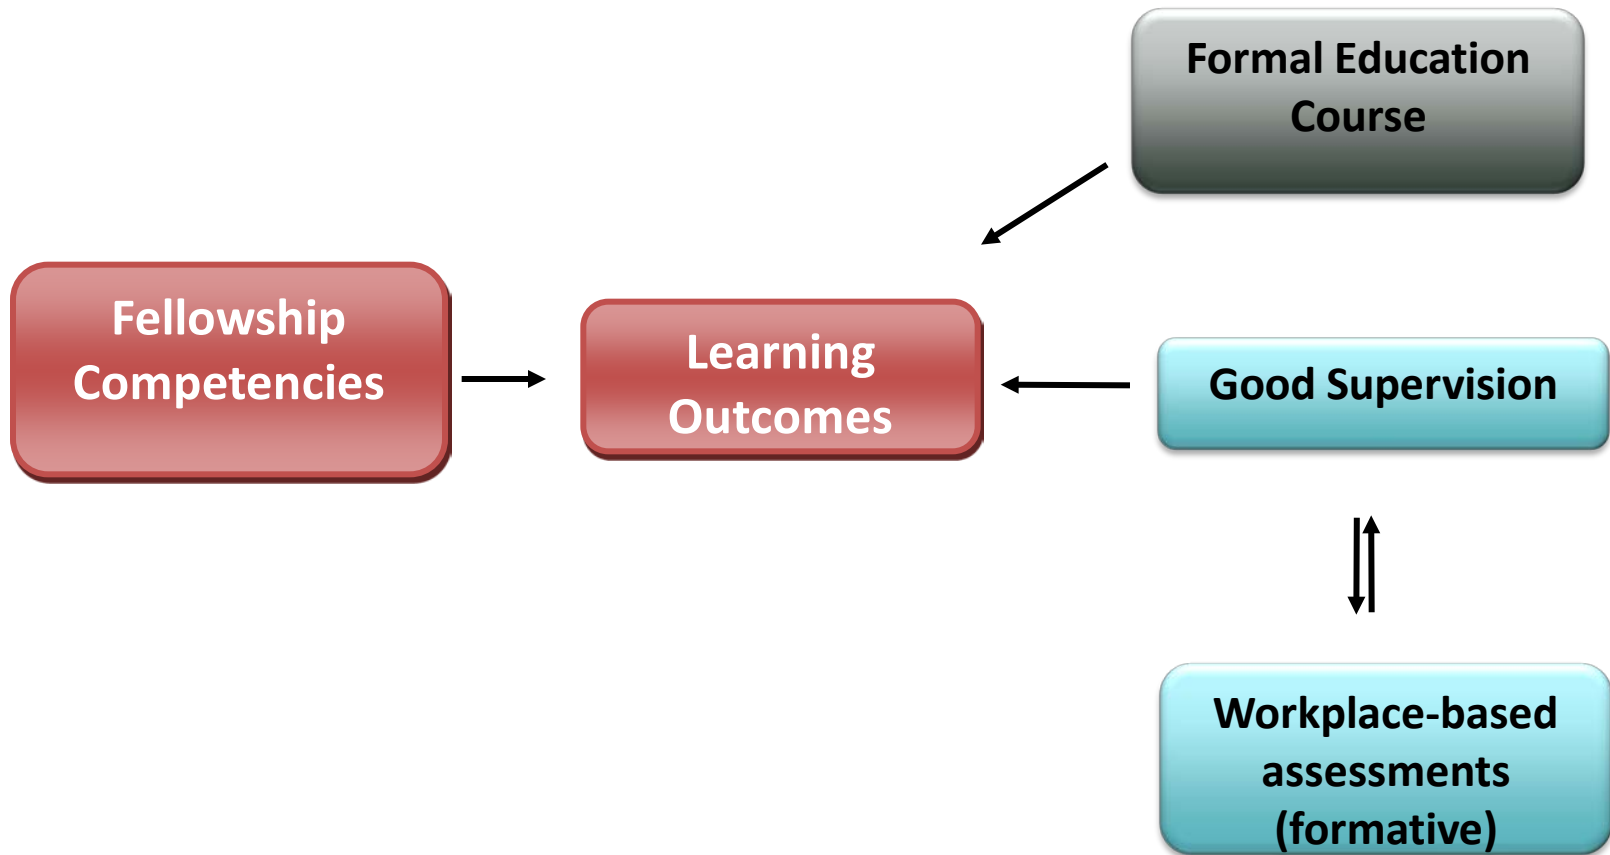 Formal Education
Course
Fellowship
Competencies
Learning
Outcomes
Good Supervision
Workplace-based
assessments
(formative)